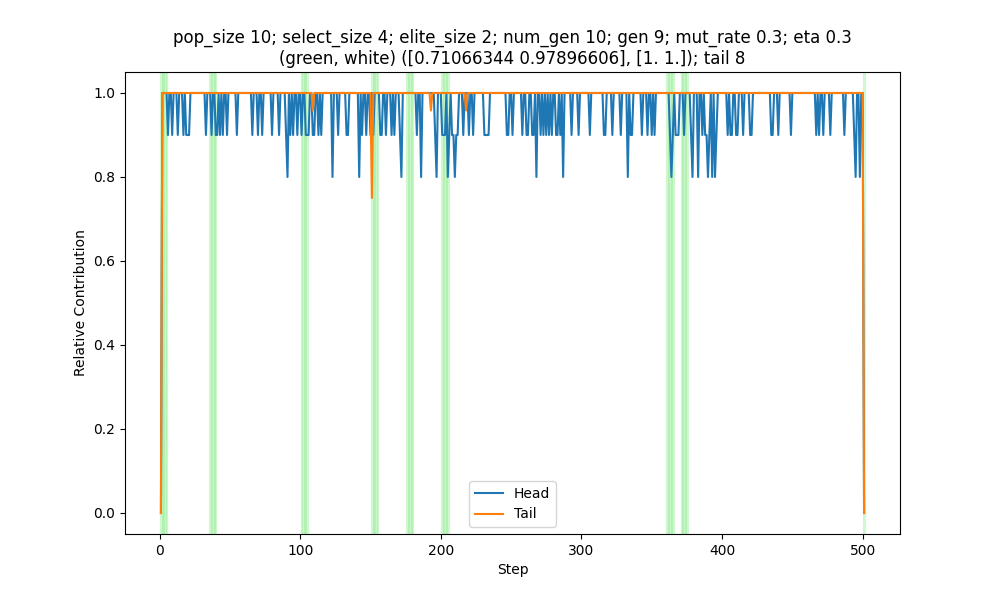 pop_size 10; select_size 4; elite_size 2; num_gen 10; gen 9; mut_rate 0.3; eta 0.3
(green, white) ([0.71066344 0.97896606], [1. 1.]); tail 8
1.0
0.8
0.6
0.4
0.2
0.0
Relative Contribution
Head
Tail
0
100
200
300
400
500
Step